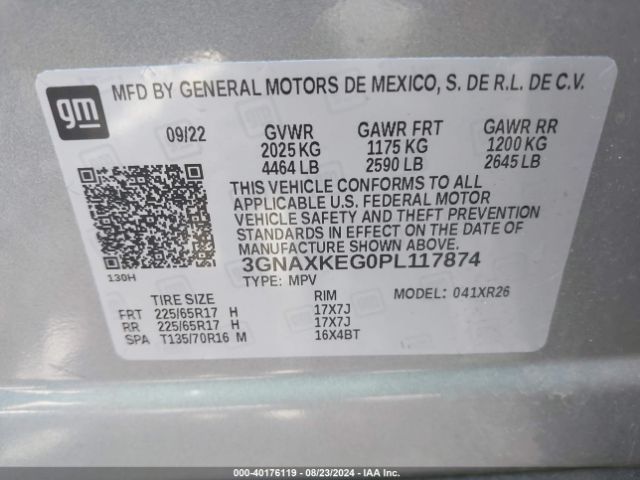 gm
MFD BY GENERAL MOTORS DE MEXICO, S. DE R.L. DE C.V.
09/22 GVWR GAWR FRT GAWR RR
2025 KG 1175 KG 1200 KG
4464 LB 2590 LB 2645 LB
THIS VEHICLE CONFORMS TO ALL
APPLICABLE U.S. FEDERAL MOTOR
VEHICLE SAFETY AND THEFT PREVENTION
STANDARDS IN EFFECT ON THE DATE OF
MANUFACTURE SHOWN ABOVE.
3GNAXKEG0PL117874
130H
TYPE: MPV MODEL: 041XR26
TIRE SIZE RIM
FRT 225/65R17 H 17X7J
RR 225/65R17 H 17X7J
SPA T135/70R16 M 16X4BT
000-40176119 - 08/23/2024 - IAA Inc.